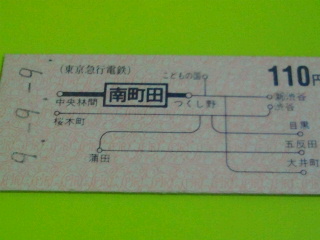 9.-9.-9
(東京急行電鉄)
こどもの国
110円
南町田
中央林間
つくし野
新渋谷
渋谷
桜木町
目黒
蒲田
五反田
大井町